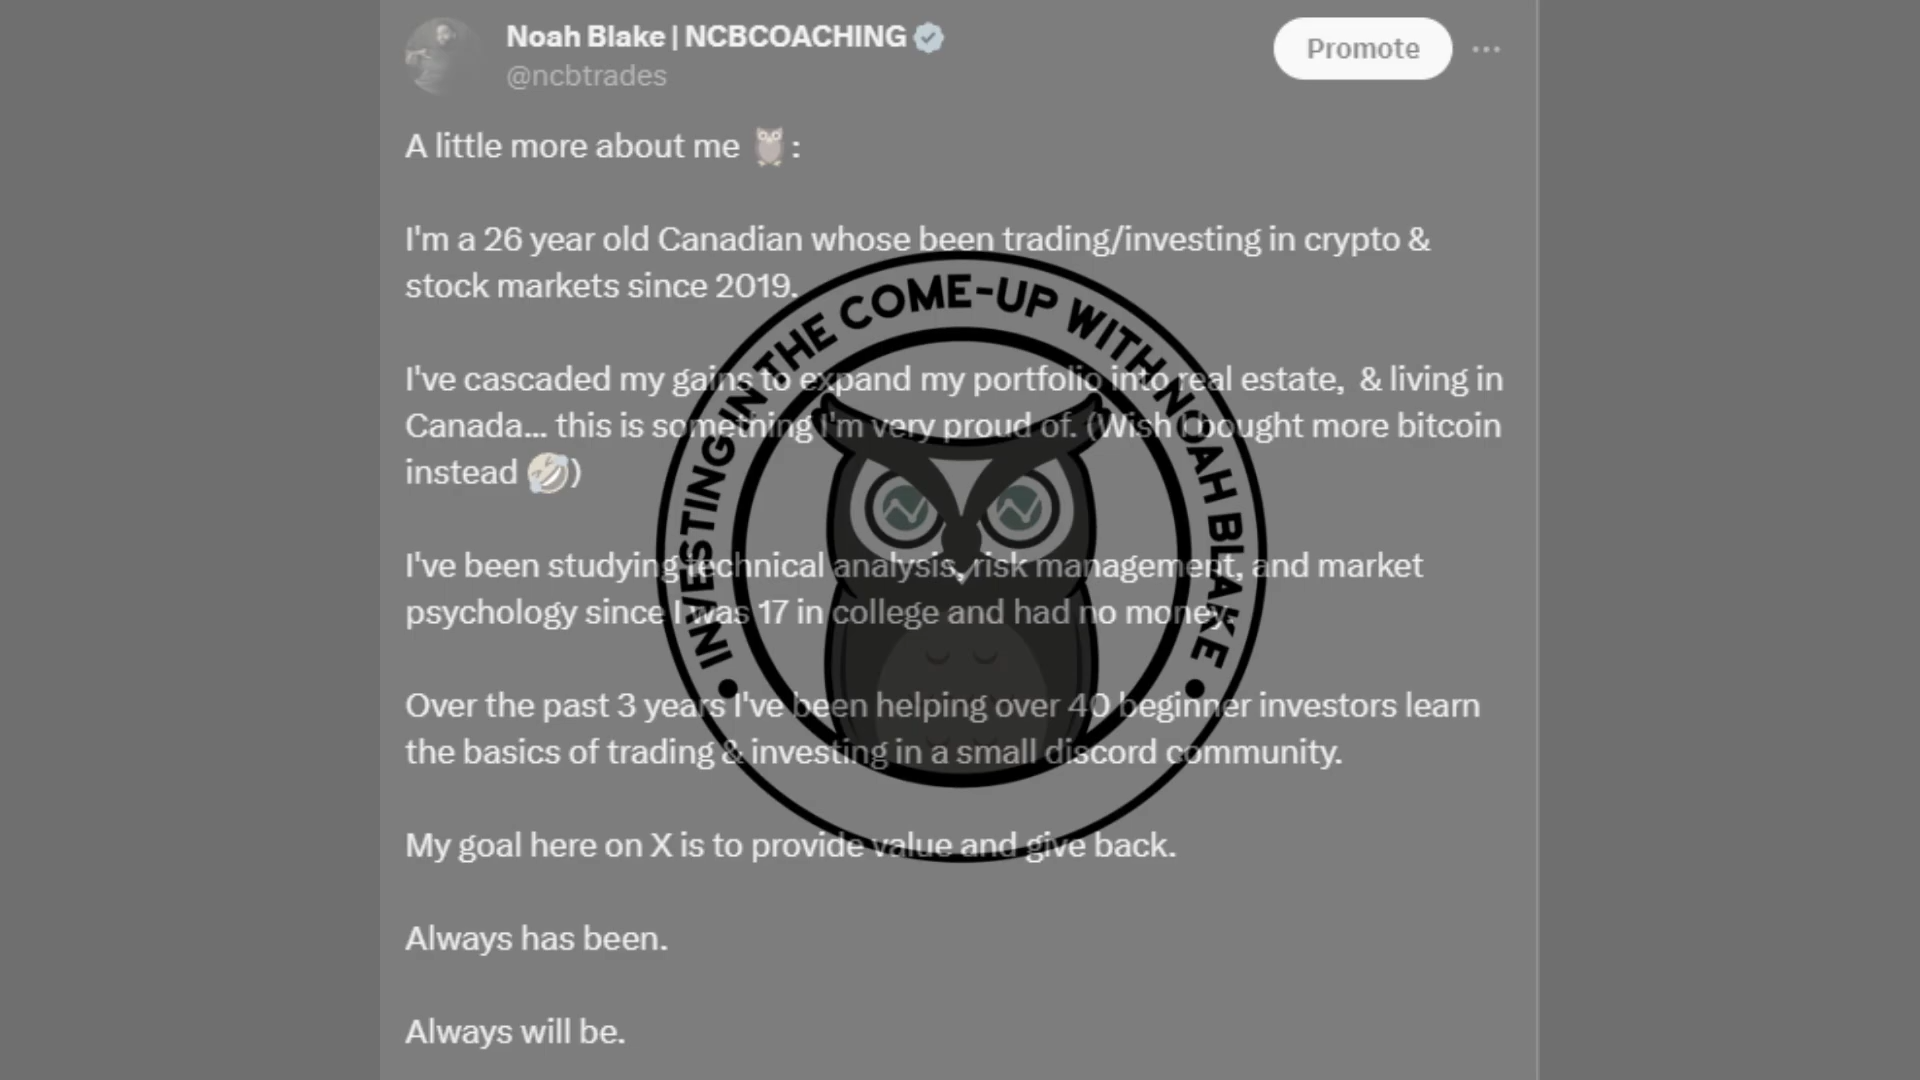 Noah Blake | NCBCOACHING
@ncbtrades
Promote
A little more about me 🦉:
I'm a 26 year old Canadian whose been trading/investing in crypto &
stock markets since 2019.
I've cascaded my gains to expand my portfolio into real estate,  & living in
Canada... this is something I'm very proud of. (Wish I bought more bitcoin
instead 🤣)
I've been studying technical analysis, risk management, and market
psychology since I was 17 in college and had no money.
Over the past 3 years I've been helping over 40 beginner investors learn
the basics of trading & investing in a small discord community.
My goal here on X is to provide value and give back.
Always has been.
Always will be.
• INVESTING IN THE COME-UP WITH NOAH BLAKE •